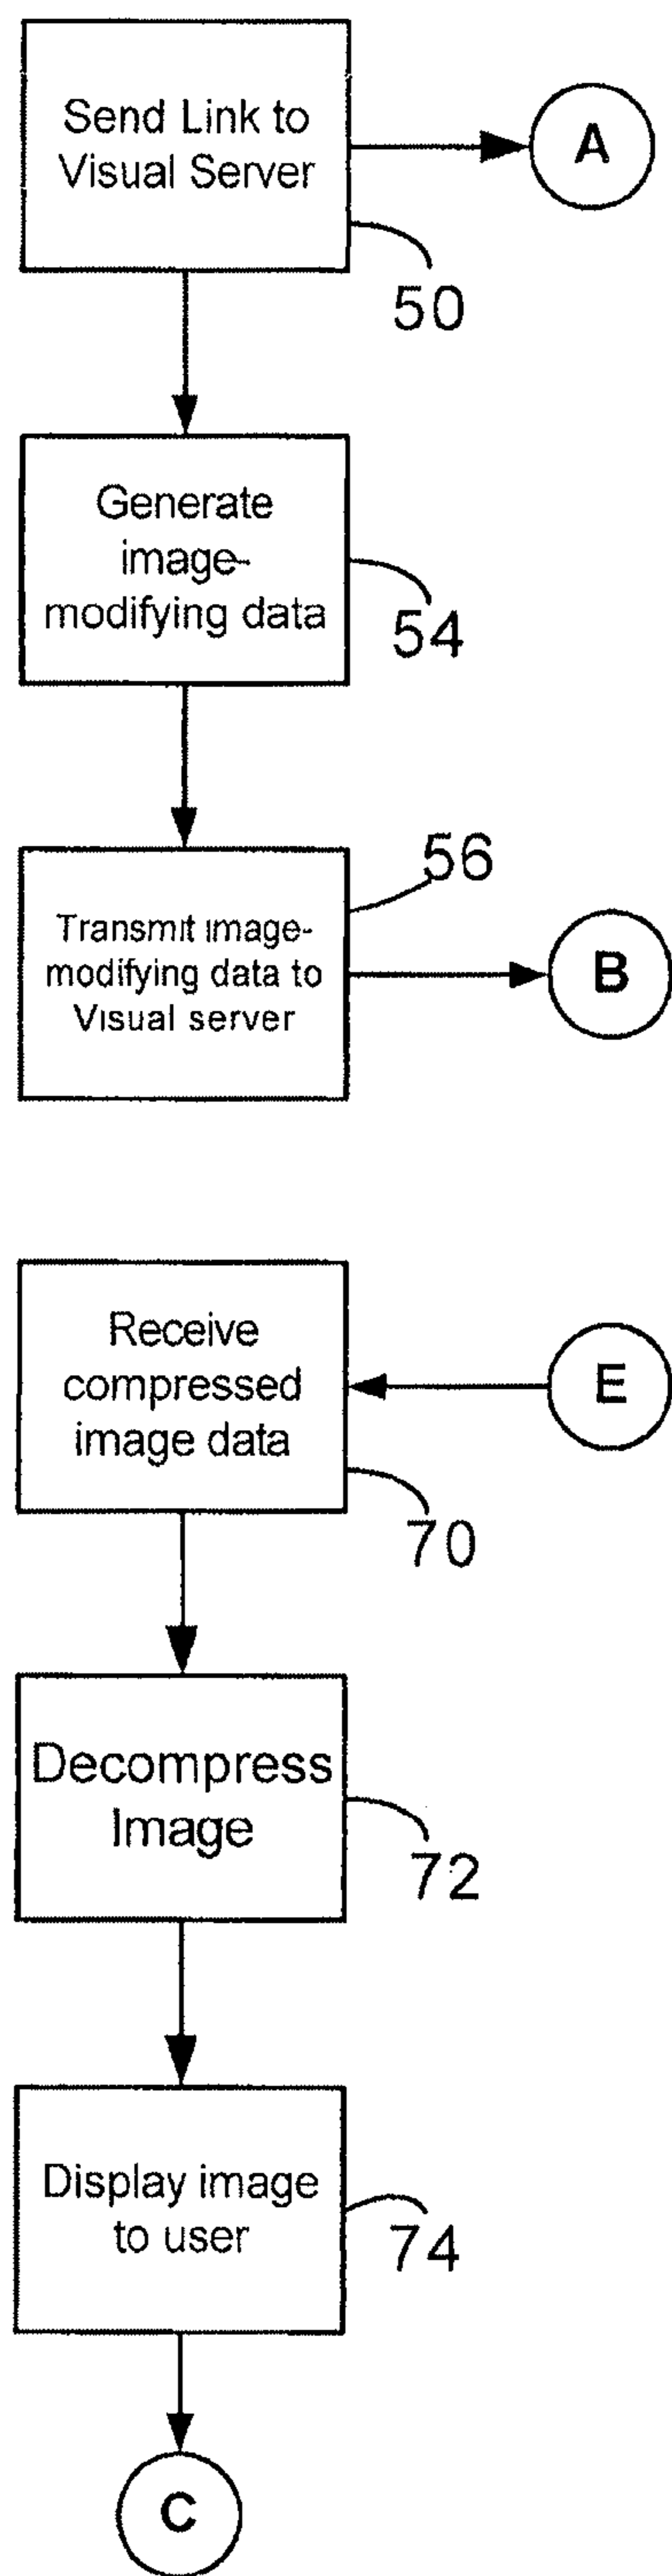 Send Link to
Visual Server
A
50
Generate
image-
modifying data
54
56
Transmit image-
modifying data to
Visual server
B
Receive
compressed
image data
E
70
Decompress
Image
72
Display image
to user
74
C